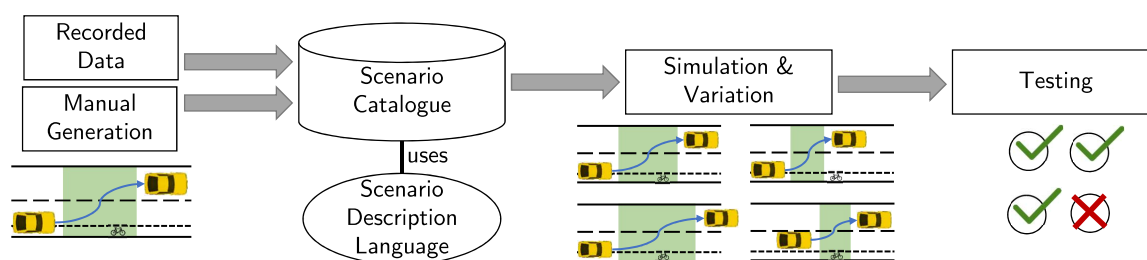 Recorded
Data
Manual
Generation
Scenario
Catalogue
uses
Scenario
Description
Language
Simulation &
Variation
Testing